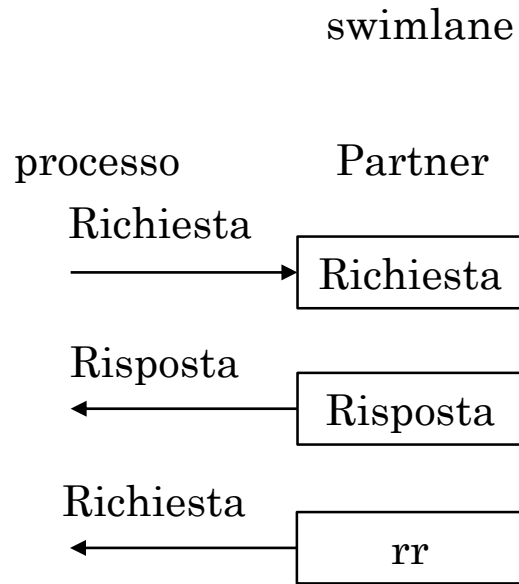 swimlane
processo Partner
Richiesta
Richiesta
Risposta
Risposta
Richiesta
rr